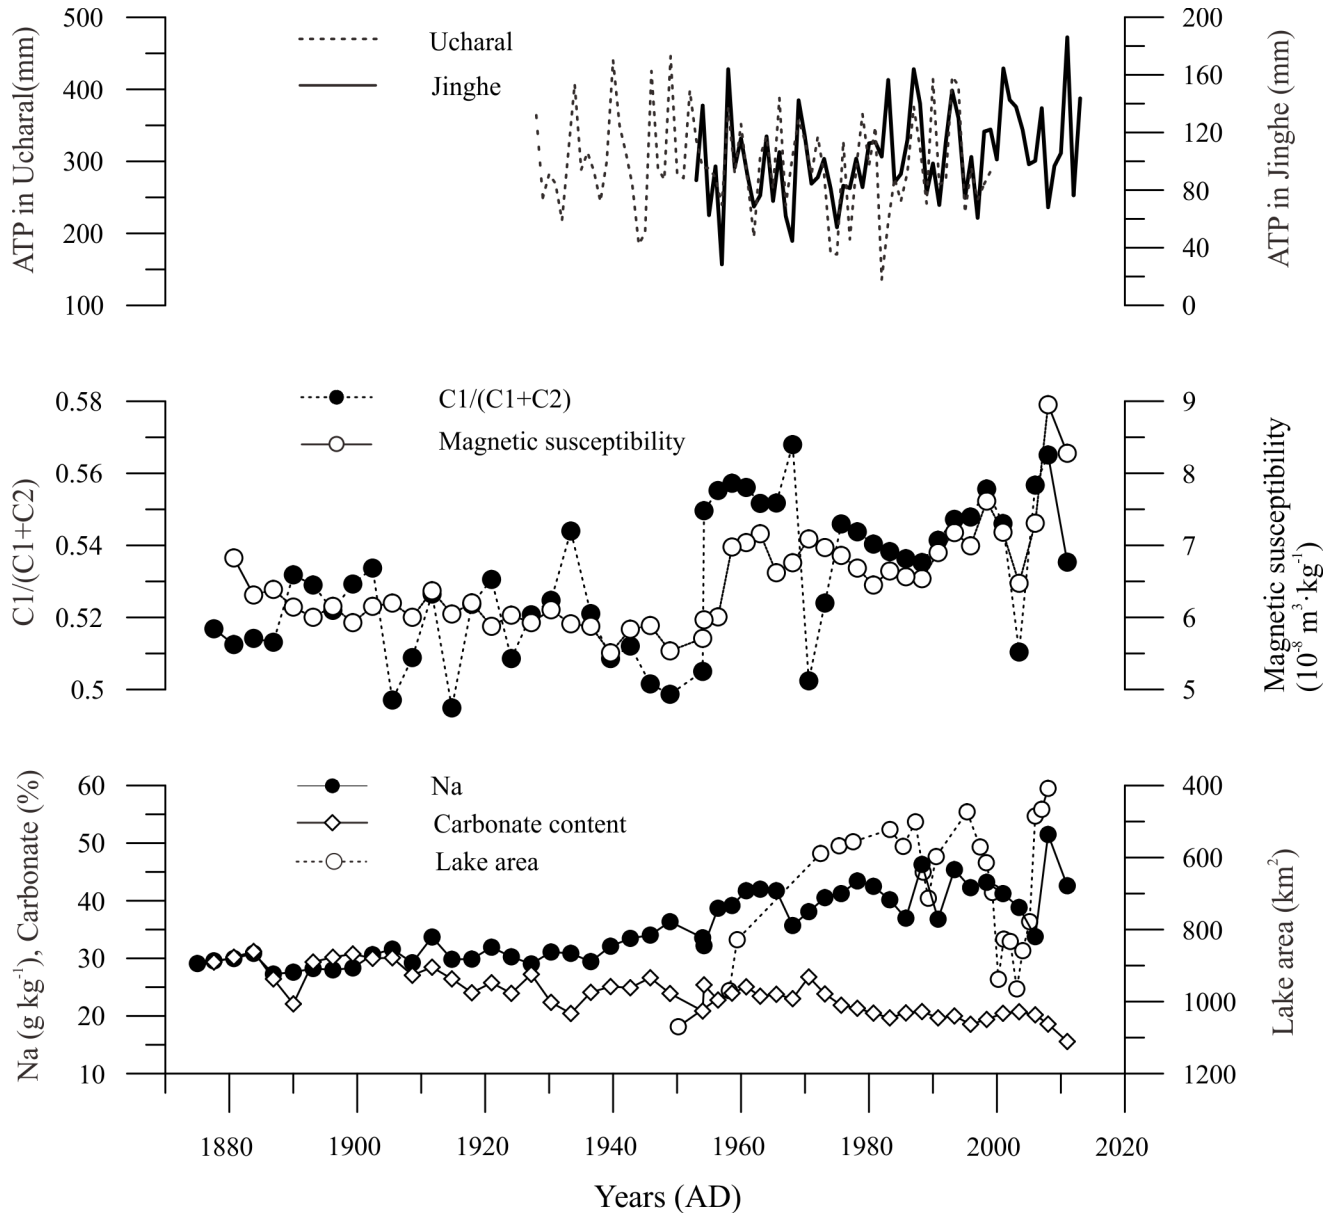 500
400
300
200
100
ATP in Ucharal(mm)
Ucharal
Jinghe
200
160
120
80
40
0
ATP in Jinghe (mm)
0.58
0.56
0.54
0.52
0.5
C1/(C1+C2)
C1/(C1+C2)
Magnetic susceptibility
9
8
7
6
5
Magnetic susceptibility
(10⁻⁸ m³·kg⁻¹)
60
50
40
30
20
10
Na (g kg⁻¹), Carbonate (%)
Na
Carbonate content
Lake area
400
600
800
1000
1200
Lake area (km²)
1880 1900 1920 1940 1960 1980 2000 2020
Years (AD)